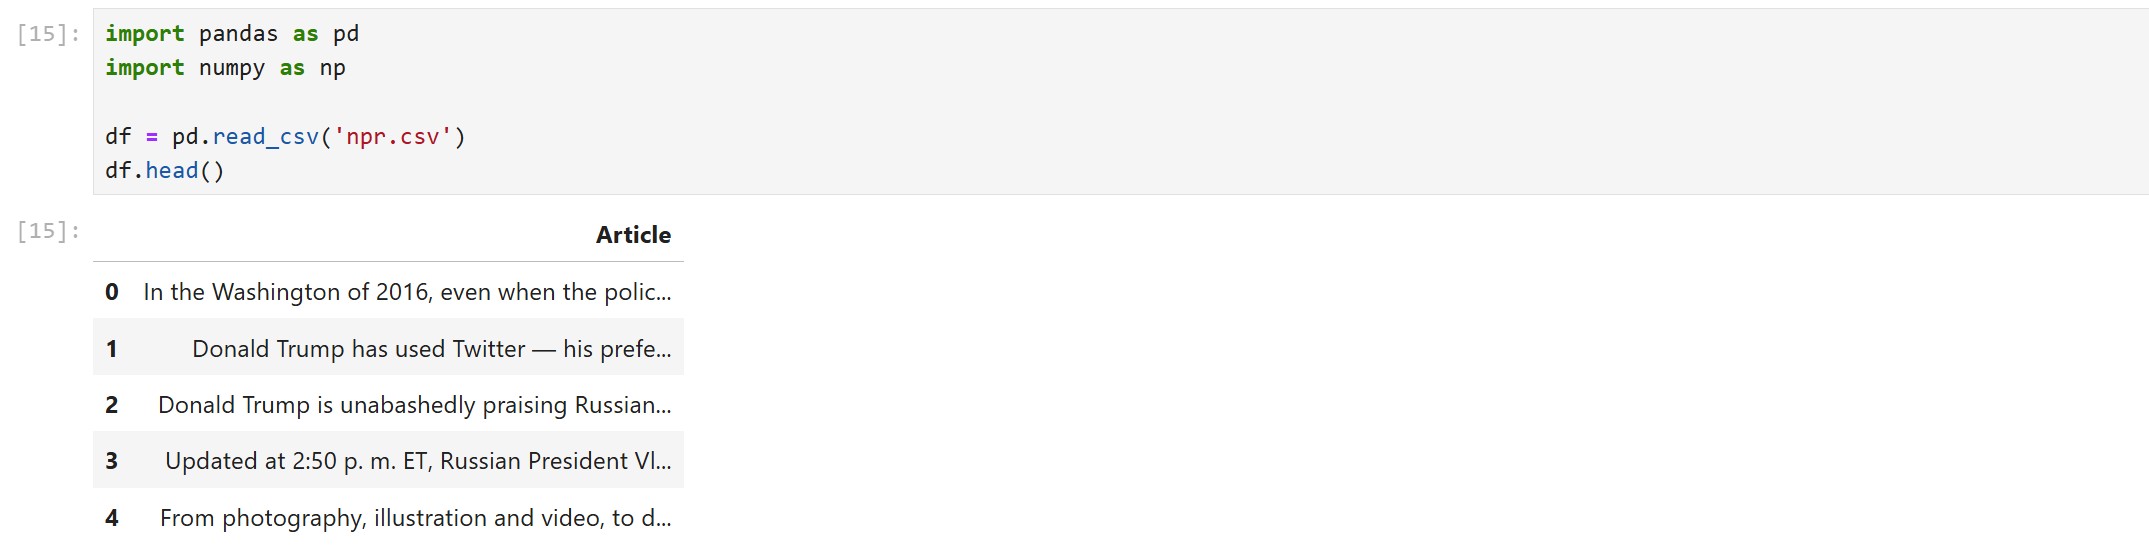 [15]: import pandas as pd
import numpy as np
df = pd.read_csv('npr.csv')
df.head()
[15]: Article
0 In the Washington of 2016, even when the polic...
1 Donald Trump has used Twitter — his prefe...
2 Donald Trump is unabashedly praising Russian...
3 Updated at 2:50 p. m. ET, Russian President Vl...
4 From photography, illustration and video, to d...